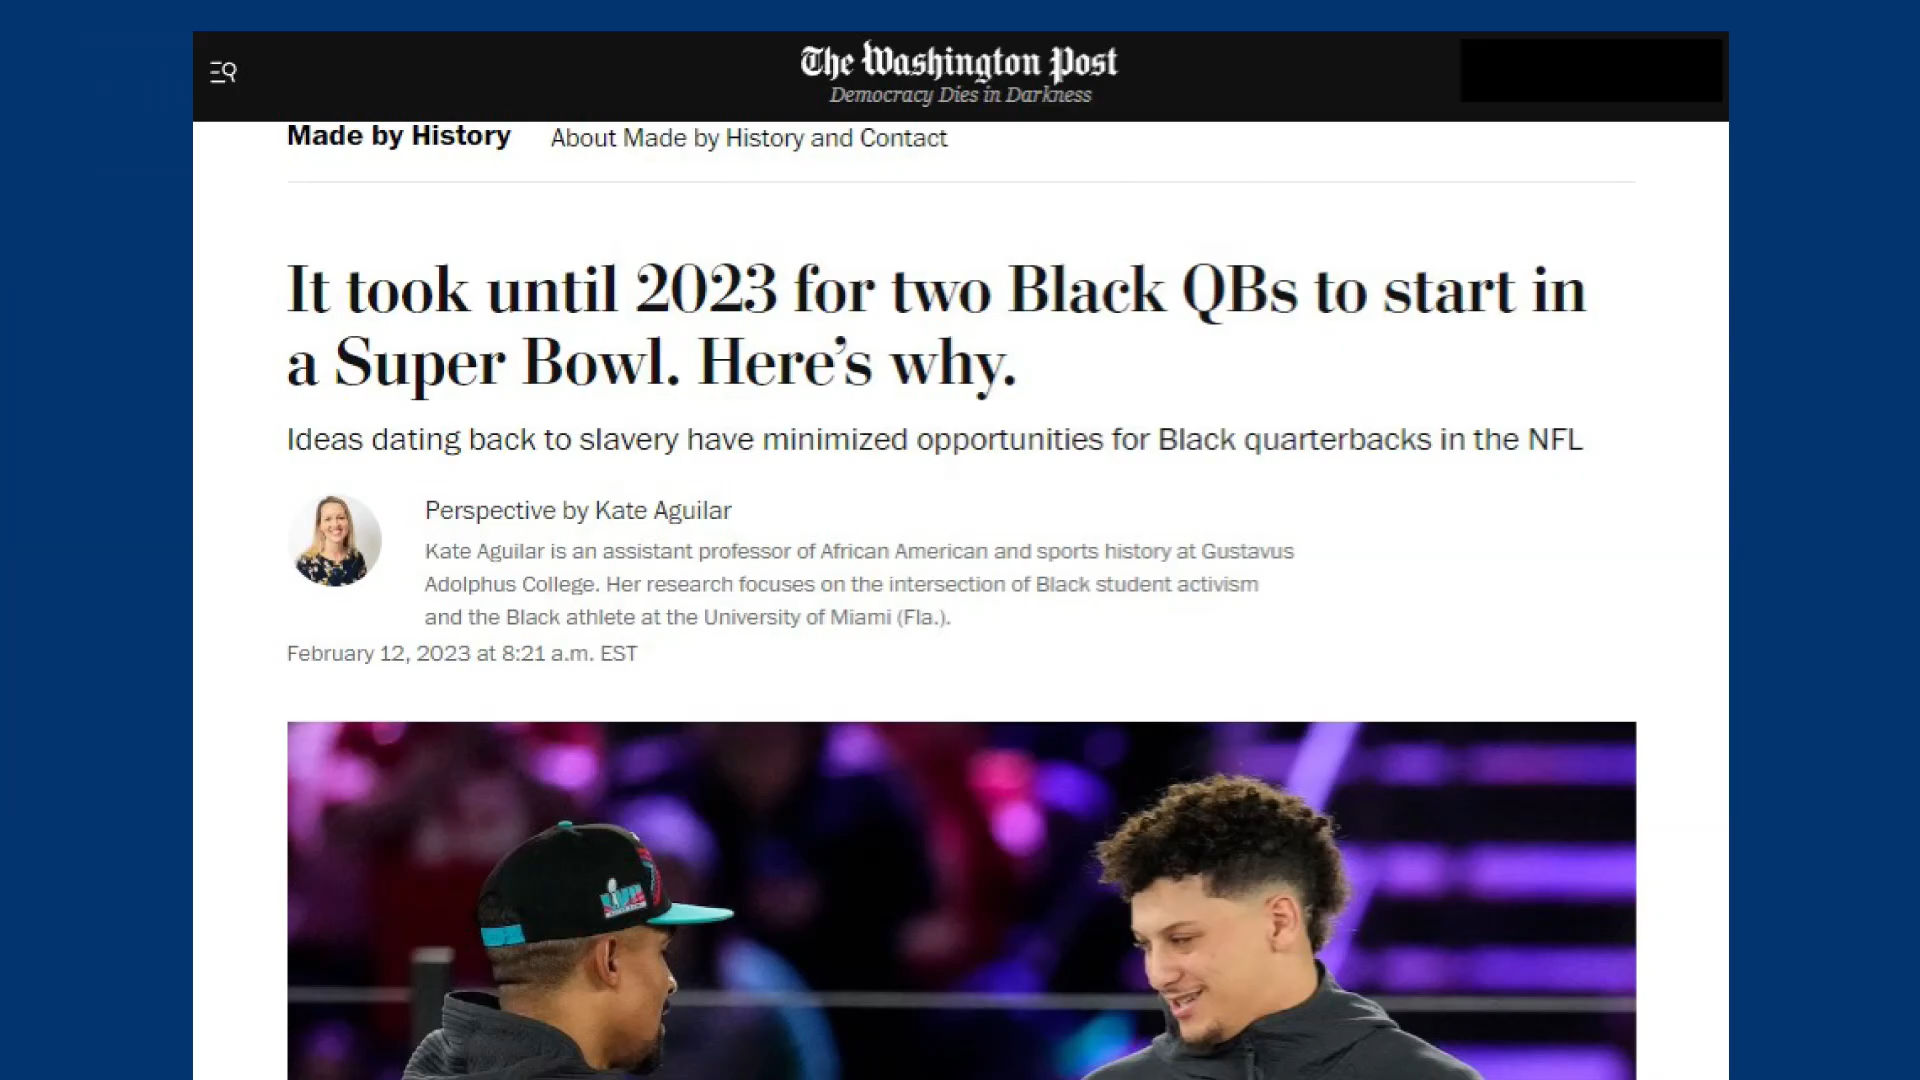 The Washington Post
Democracy Dies in Darkness
Made by History About Made by History and Contact
It took until 2023 for two Black QBs to start in
a Super Bowl. Here’s why.
Ideas dating back to slavery have minimized opportunities for Black quarterbacks in the NFL
Perspective by Kate Aguilar
Kate Aguilar is an assistant professor of African American and sports history at Gustavus
Adolphus College. Her research focuses on the intersection of Black student activism
and the Black athlete at the University of Miami (Fla.).
February 12, 2023 at 8:21 a.m. EST
LVII